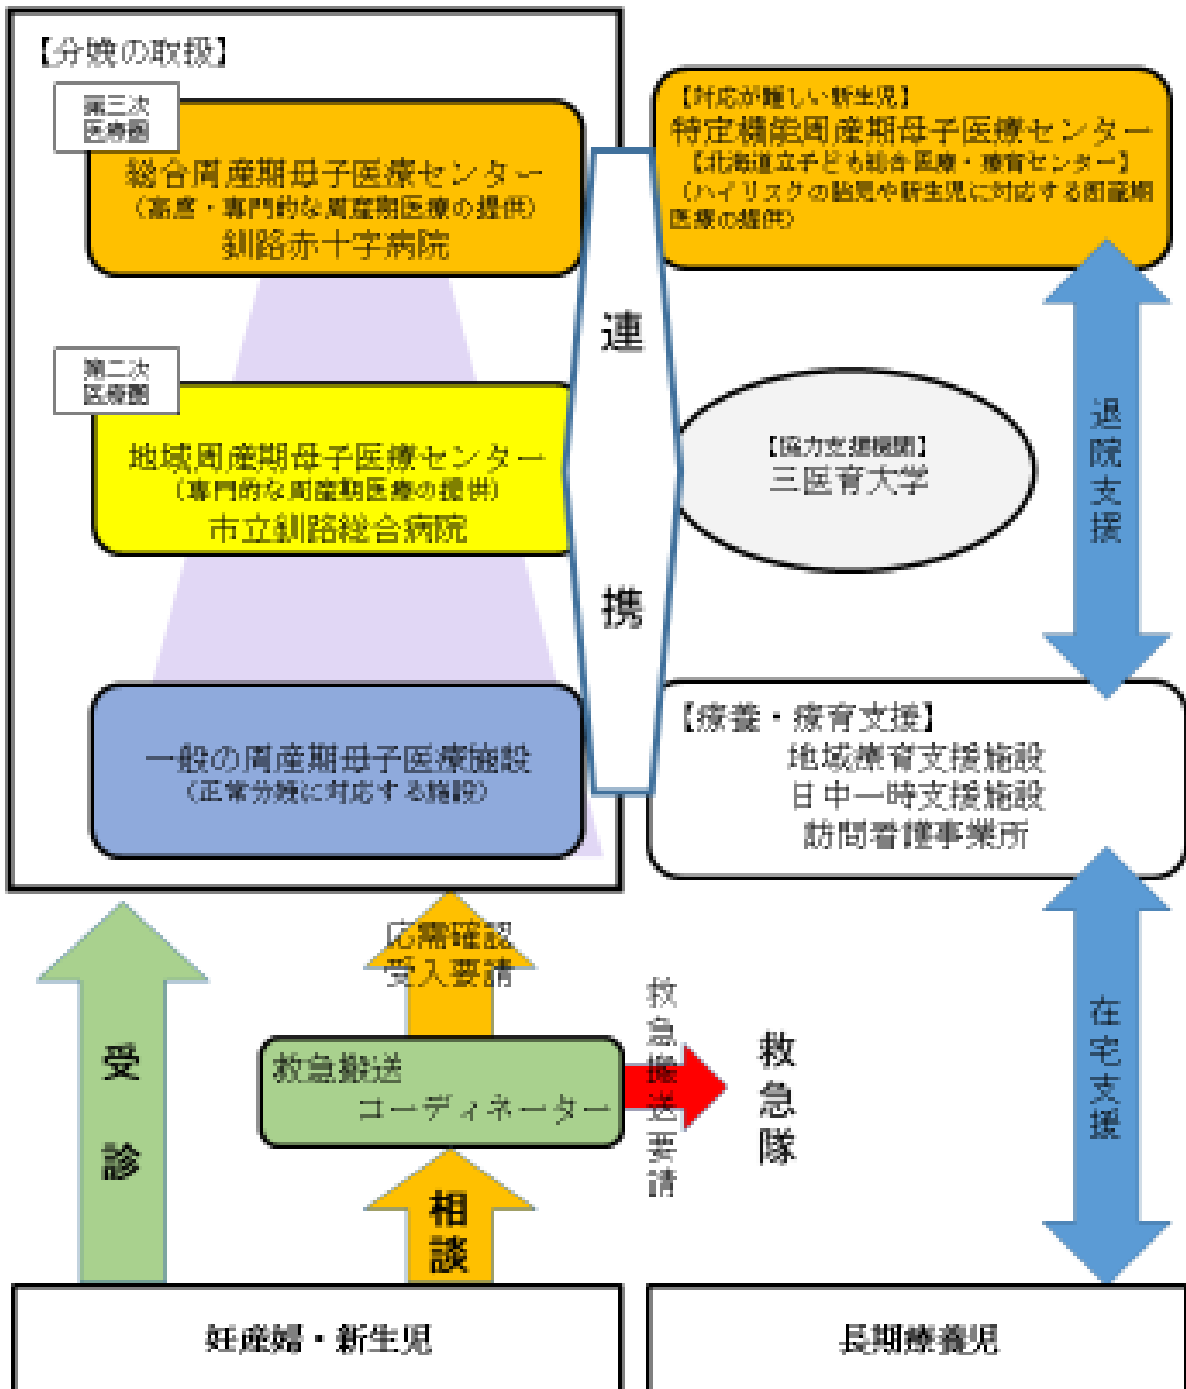 【分娩の取扱】
第三次
医療圏
総合周産期母子医療センター
（高度・専門的な周産期医療の提供）
釧路赤十字病院
第二次
医療圏
地域周産期母子医療センター
（専門的な周産期医療の提供）
市立釧路総合病院
一般の周産期母子医療施設
（正常分娩に対応する施設）
連
携
【対応が難しい新生児】
特定機能周産期母子医療センター
【北海道立子ども総合医療・療育センター】
（ハイリスクの胎児や新生児に対応する周産期
医療の提供）
【協力支援機関】
三医育大学
退院支援
【療養・療育支援】
地域療育支援施設
日中一時支援施設
訪問看護事業所
在宅支援
受診
応需確認
受入要請
救急搬送
コーディネーター
救急搬送要請
救急隊
相談
妊産婦・新生児
長期療養児